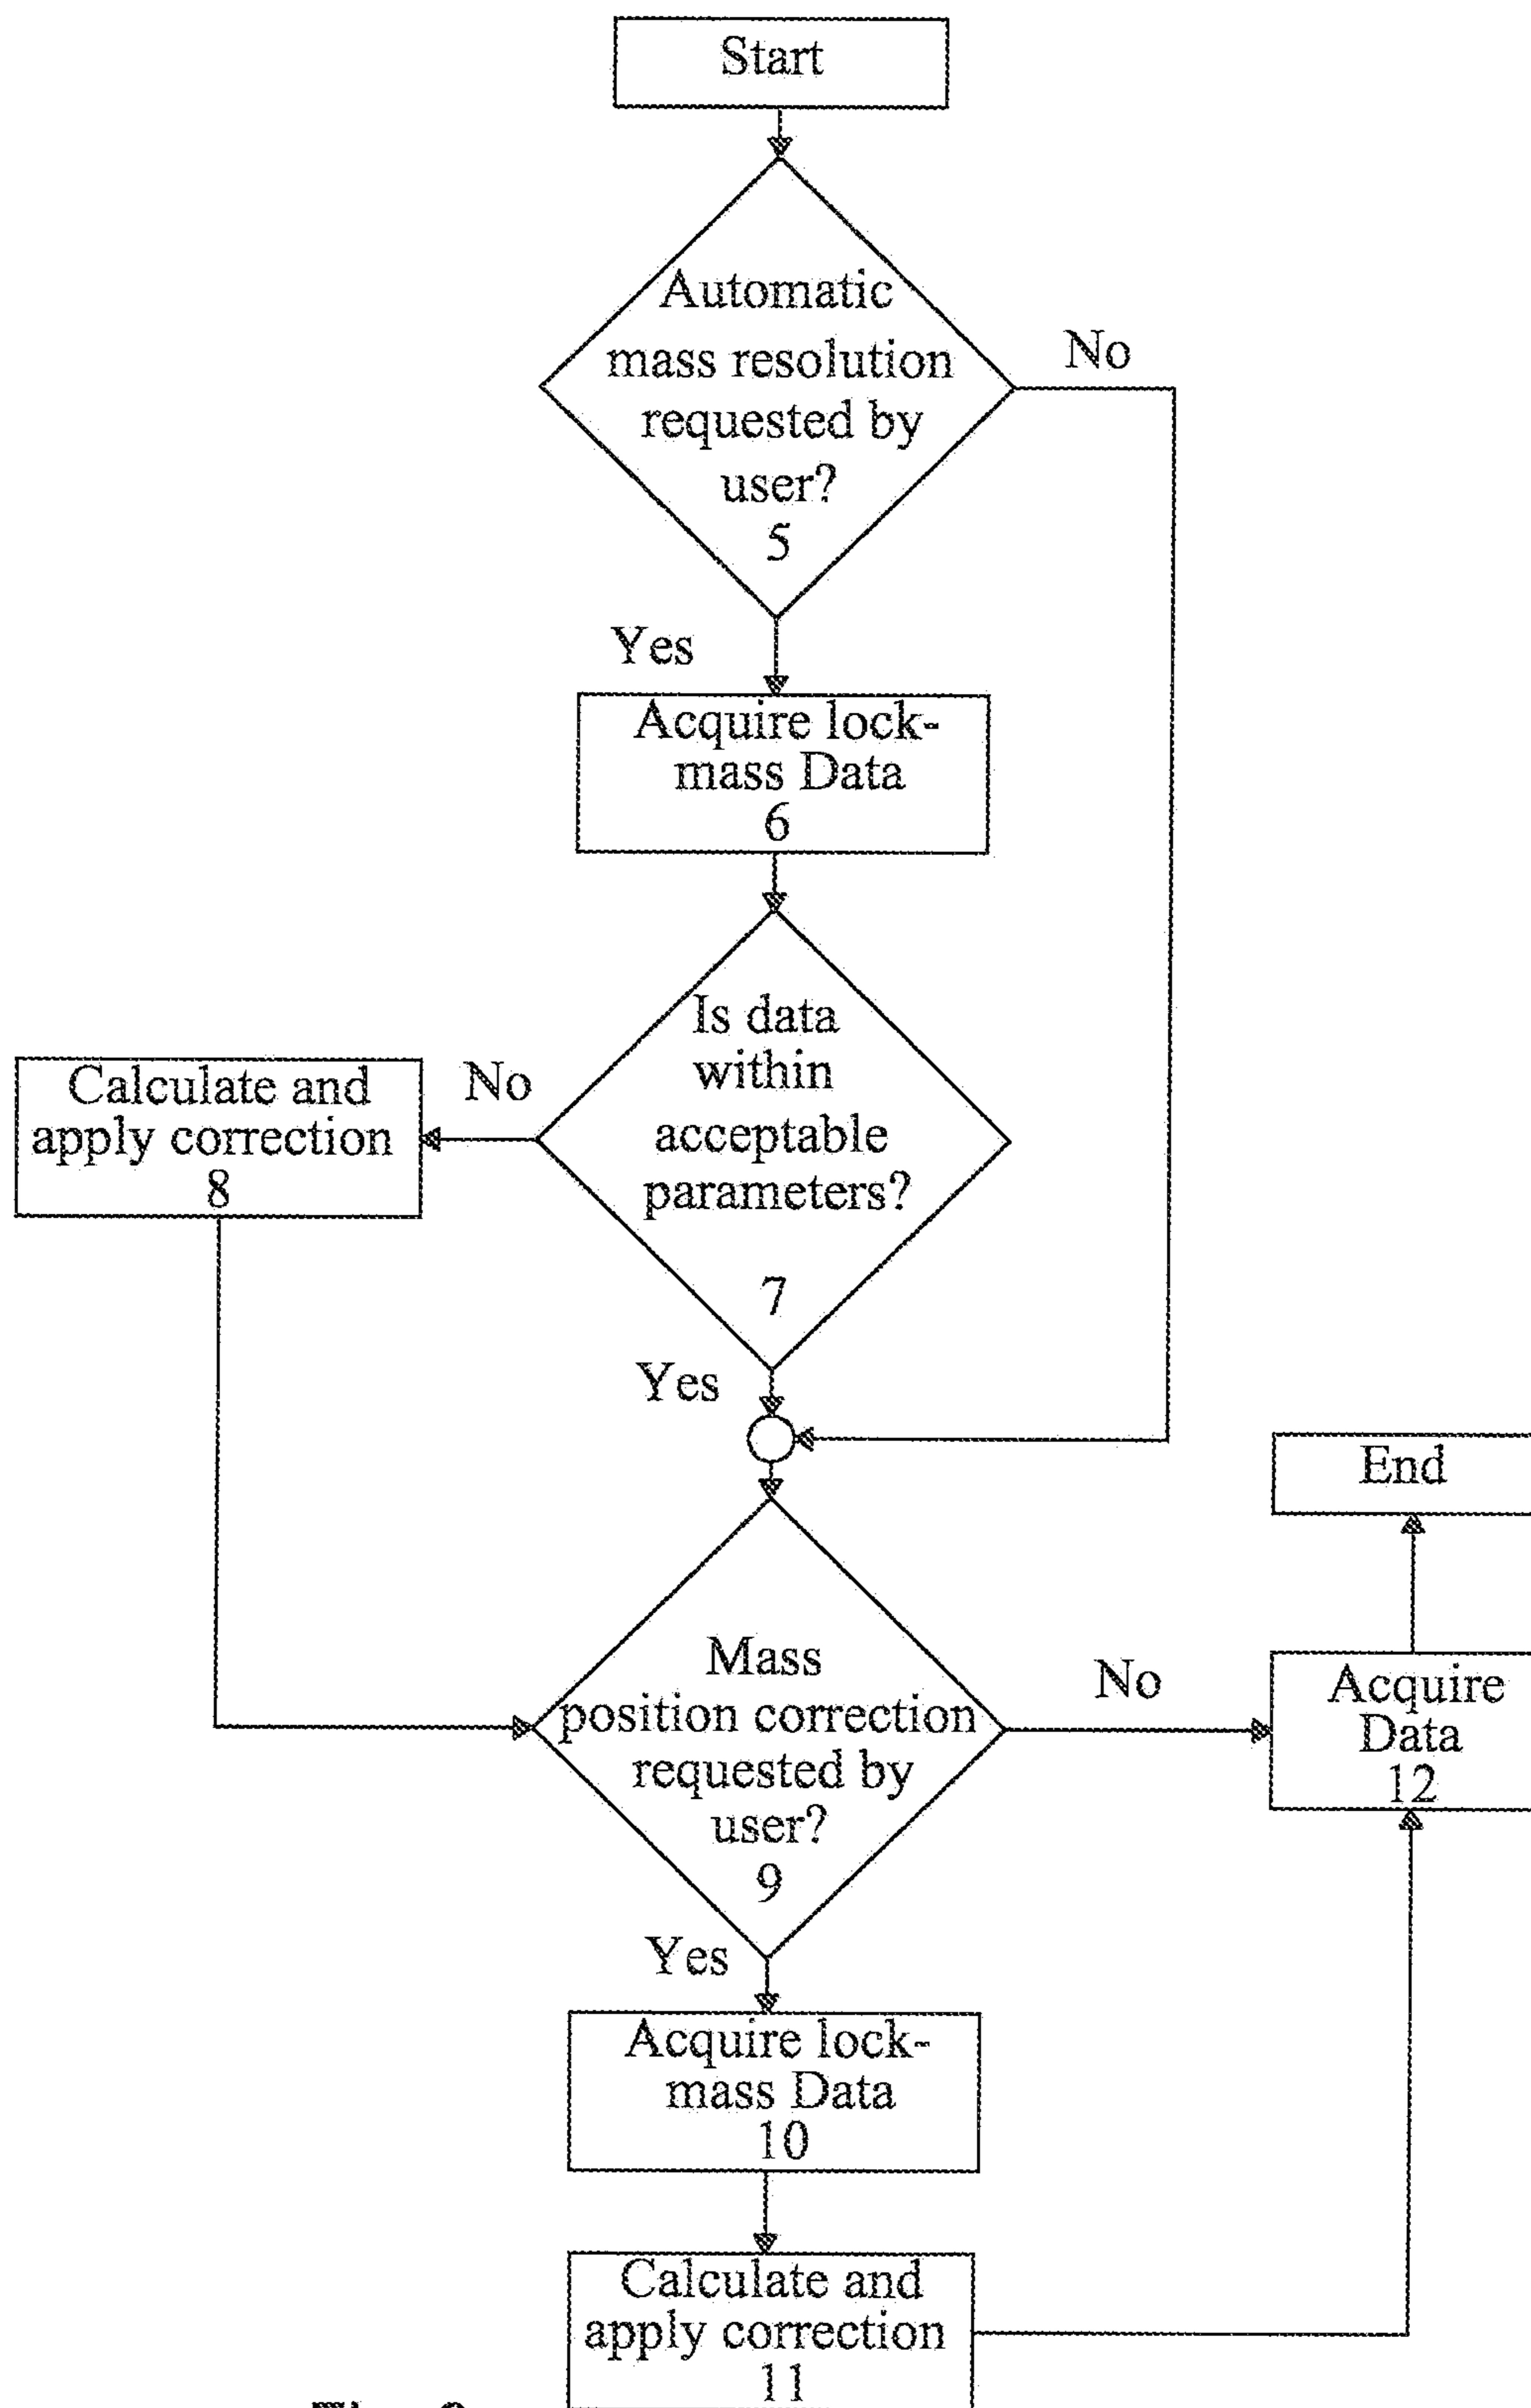 Start
Automatic
mass resolution
requested by
user?
5
No
Yes
Acquire lock-
mass Data
6
Is data
within
acceptable
parameters?
7
No
Calculate and
apply correction
8
Yes
End
Mass
position correction
requested by
user?
9
No
Acquire
Data
12
Yes
Acquire lock-
mass Data
10
Calculate and
apply correction
11